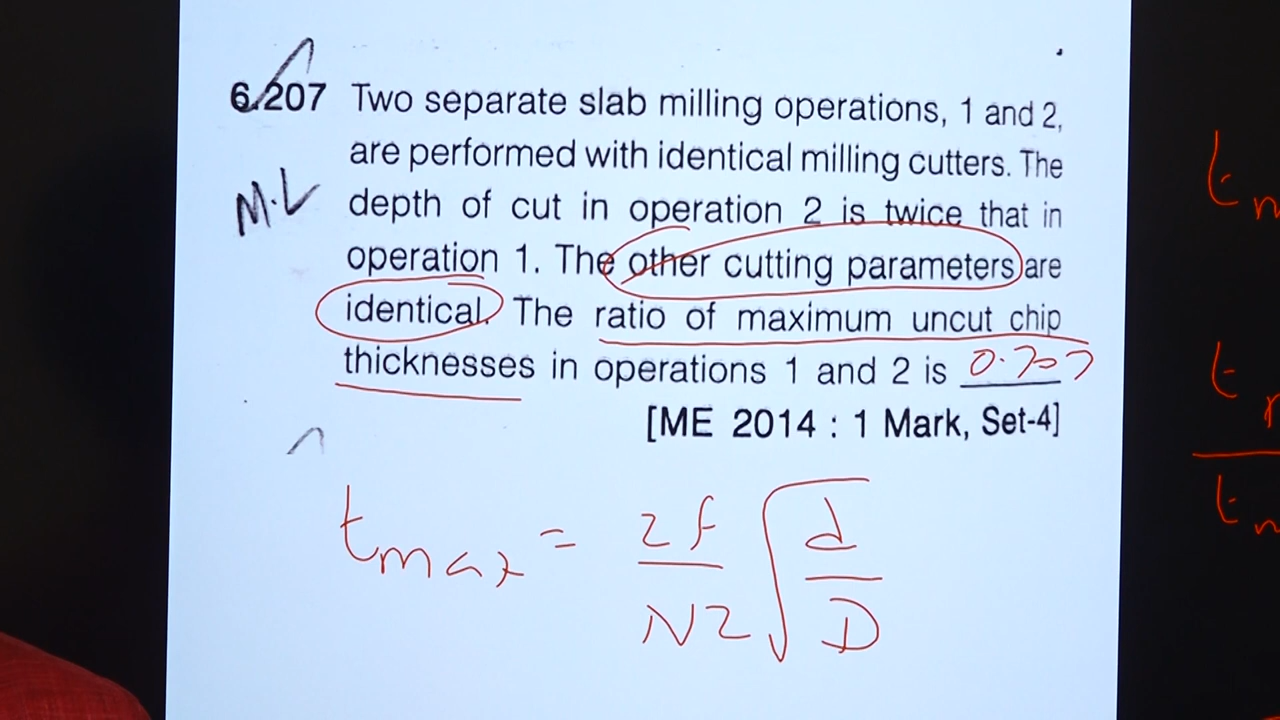 6.207 Two separate slab milling operations, 1 and 2,
are performed with identical milling cutters. The
M.L depth of cut in operation 2 is twice that in
operation 1. The other cutting parameters are
identical. The ratio of maximum uncut chip
thicknesses in operations 1 and 2 is 0.707
[ME 2014 : 1 Mark, Set-4]
tmax = 2f/NZ √d/D